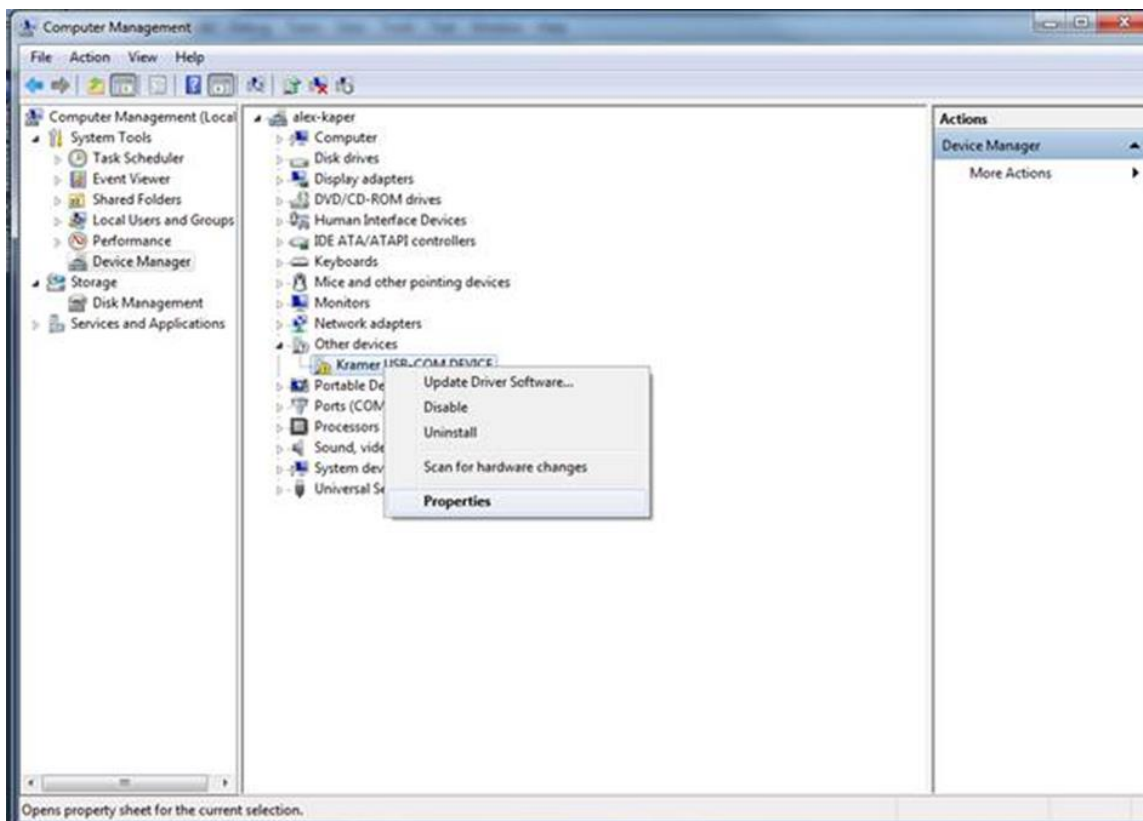 Computer Management
File Action View Help
Computer Management (Local
System Tools
Task Scheduler
Event Viewer
Shared Folders
Local Users and Groups
Performance
Device Manager
Storage
Disk Management
Services and Applications
alex-kaper
Computer
Disk drives
Display adapters
DVD/CD-ROM drives
Human Interface Devices
IDE ATA/ATAPI controllers
Keyboards
Mice and other pointing devices
Monitors
Network adapters
Other devices
Kramer USB-COM DEVICE
Portable De
Ports (COM
Processors
Sound, vide
System dev
Universal Se
Update Driver Software...
Disable
Uninstall
Scan for hardware changes
Properties
Actions
Device Manager
More Actions
Opens property sheet for the current selection.